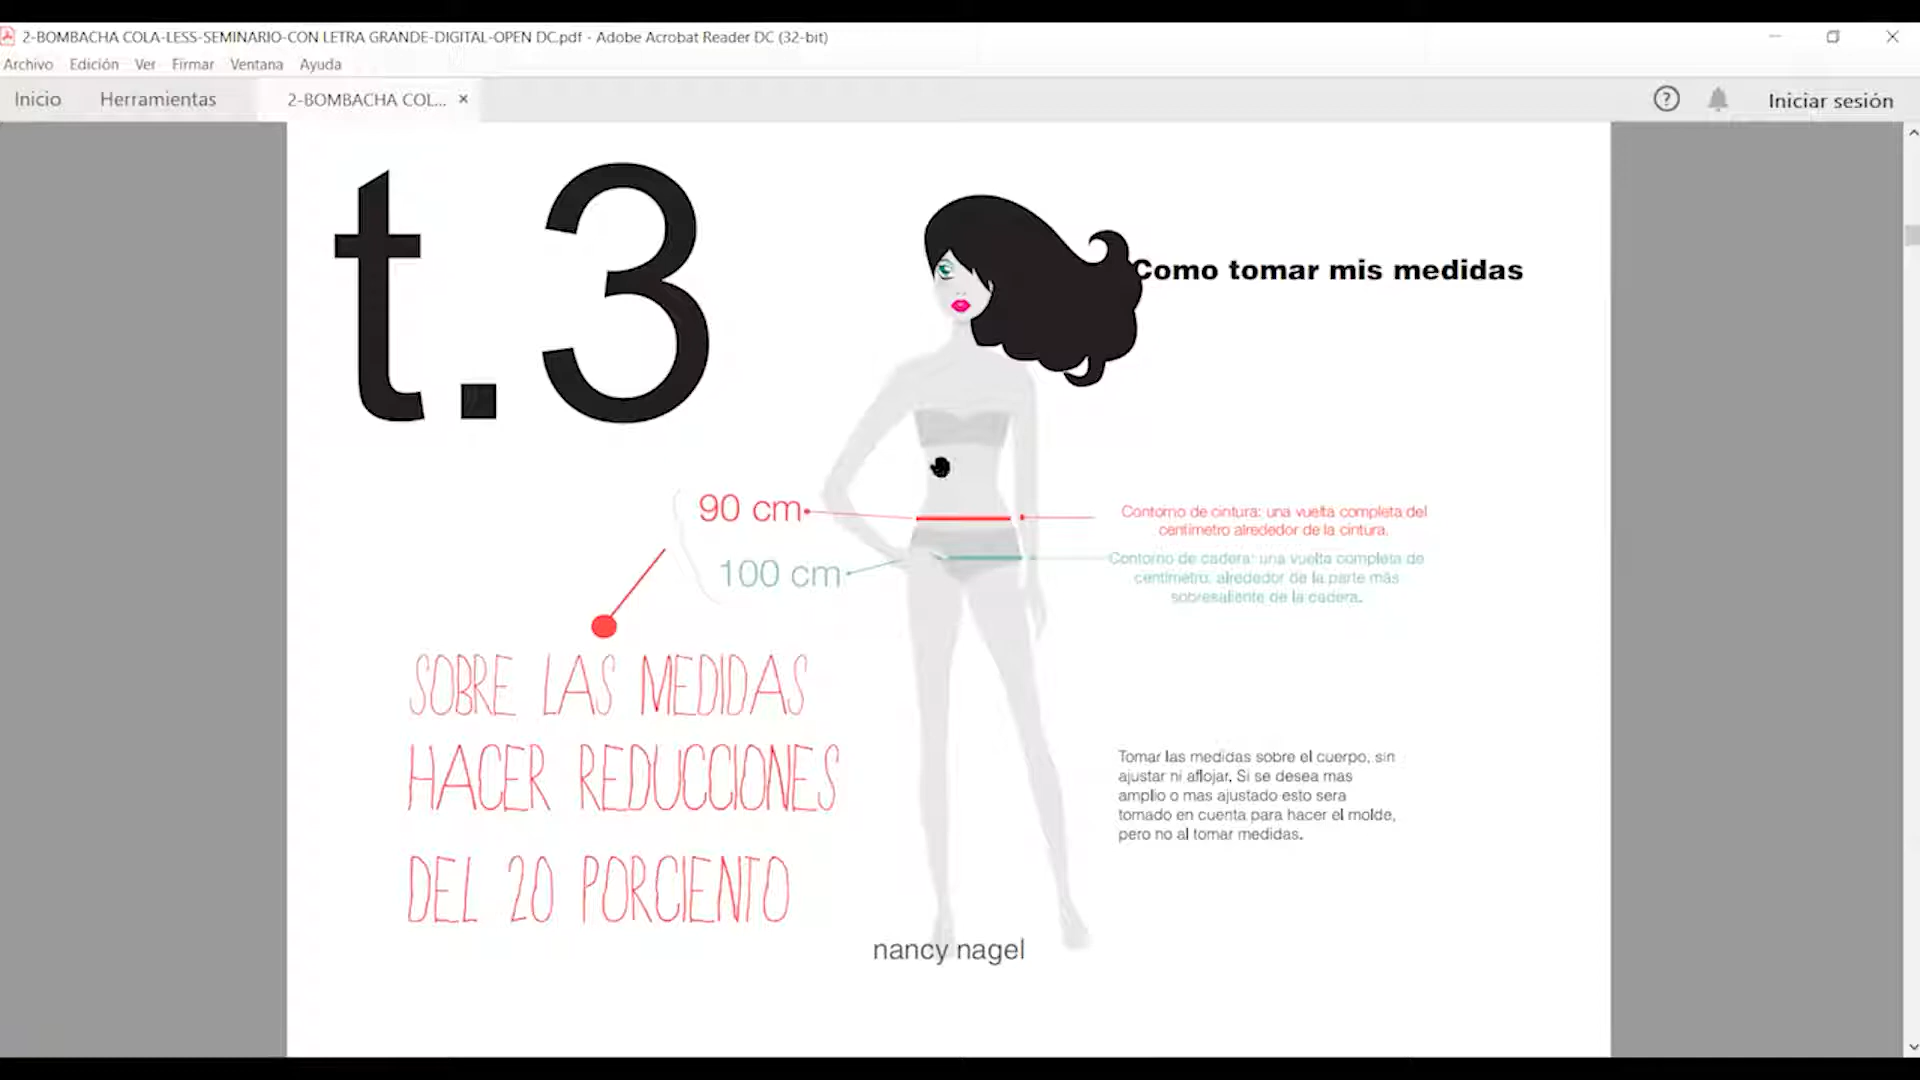 2-BOMBACHA COLA-LESS-SEMINARIO-CON LETRA GRANDE-DIGITAL-OPEN DC.pdf - Adobe Acrobat Reader DC (32-bit)
Archivo Edición Ver Firmar Ventana Ayuda
Inicio Herramientas 2-BOMBACHA COL... × ? Iniciar sesión
t.3
Como tomar mis medidas
90 cm
100 cm
Contorno de cintura: una vuelta completa del
centímetro alrededor de la cintura.
Contorno de cadera: una vuelta completa de
centímetro: alrededor de la parte más
sobresaliente de la cadera.
SOBRE LAS MEDIDAS
HACER REDUCCIONES
DEL 20 PORCIENTO
Tomar las medidas sobre el cuerpo, sin
ajustar ni aflojar. Si se desea mas
amplio o mas ajustado esto sera
tomado en cuenta para hacer el molde,
pero no al tomar medidas.
nancy nagel